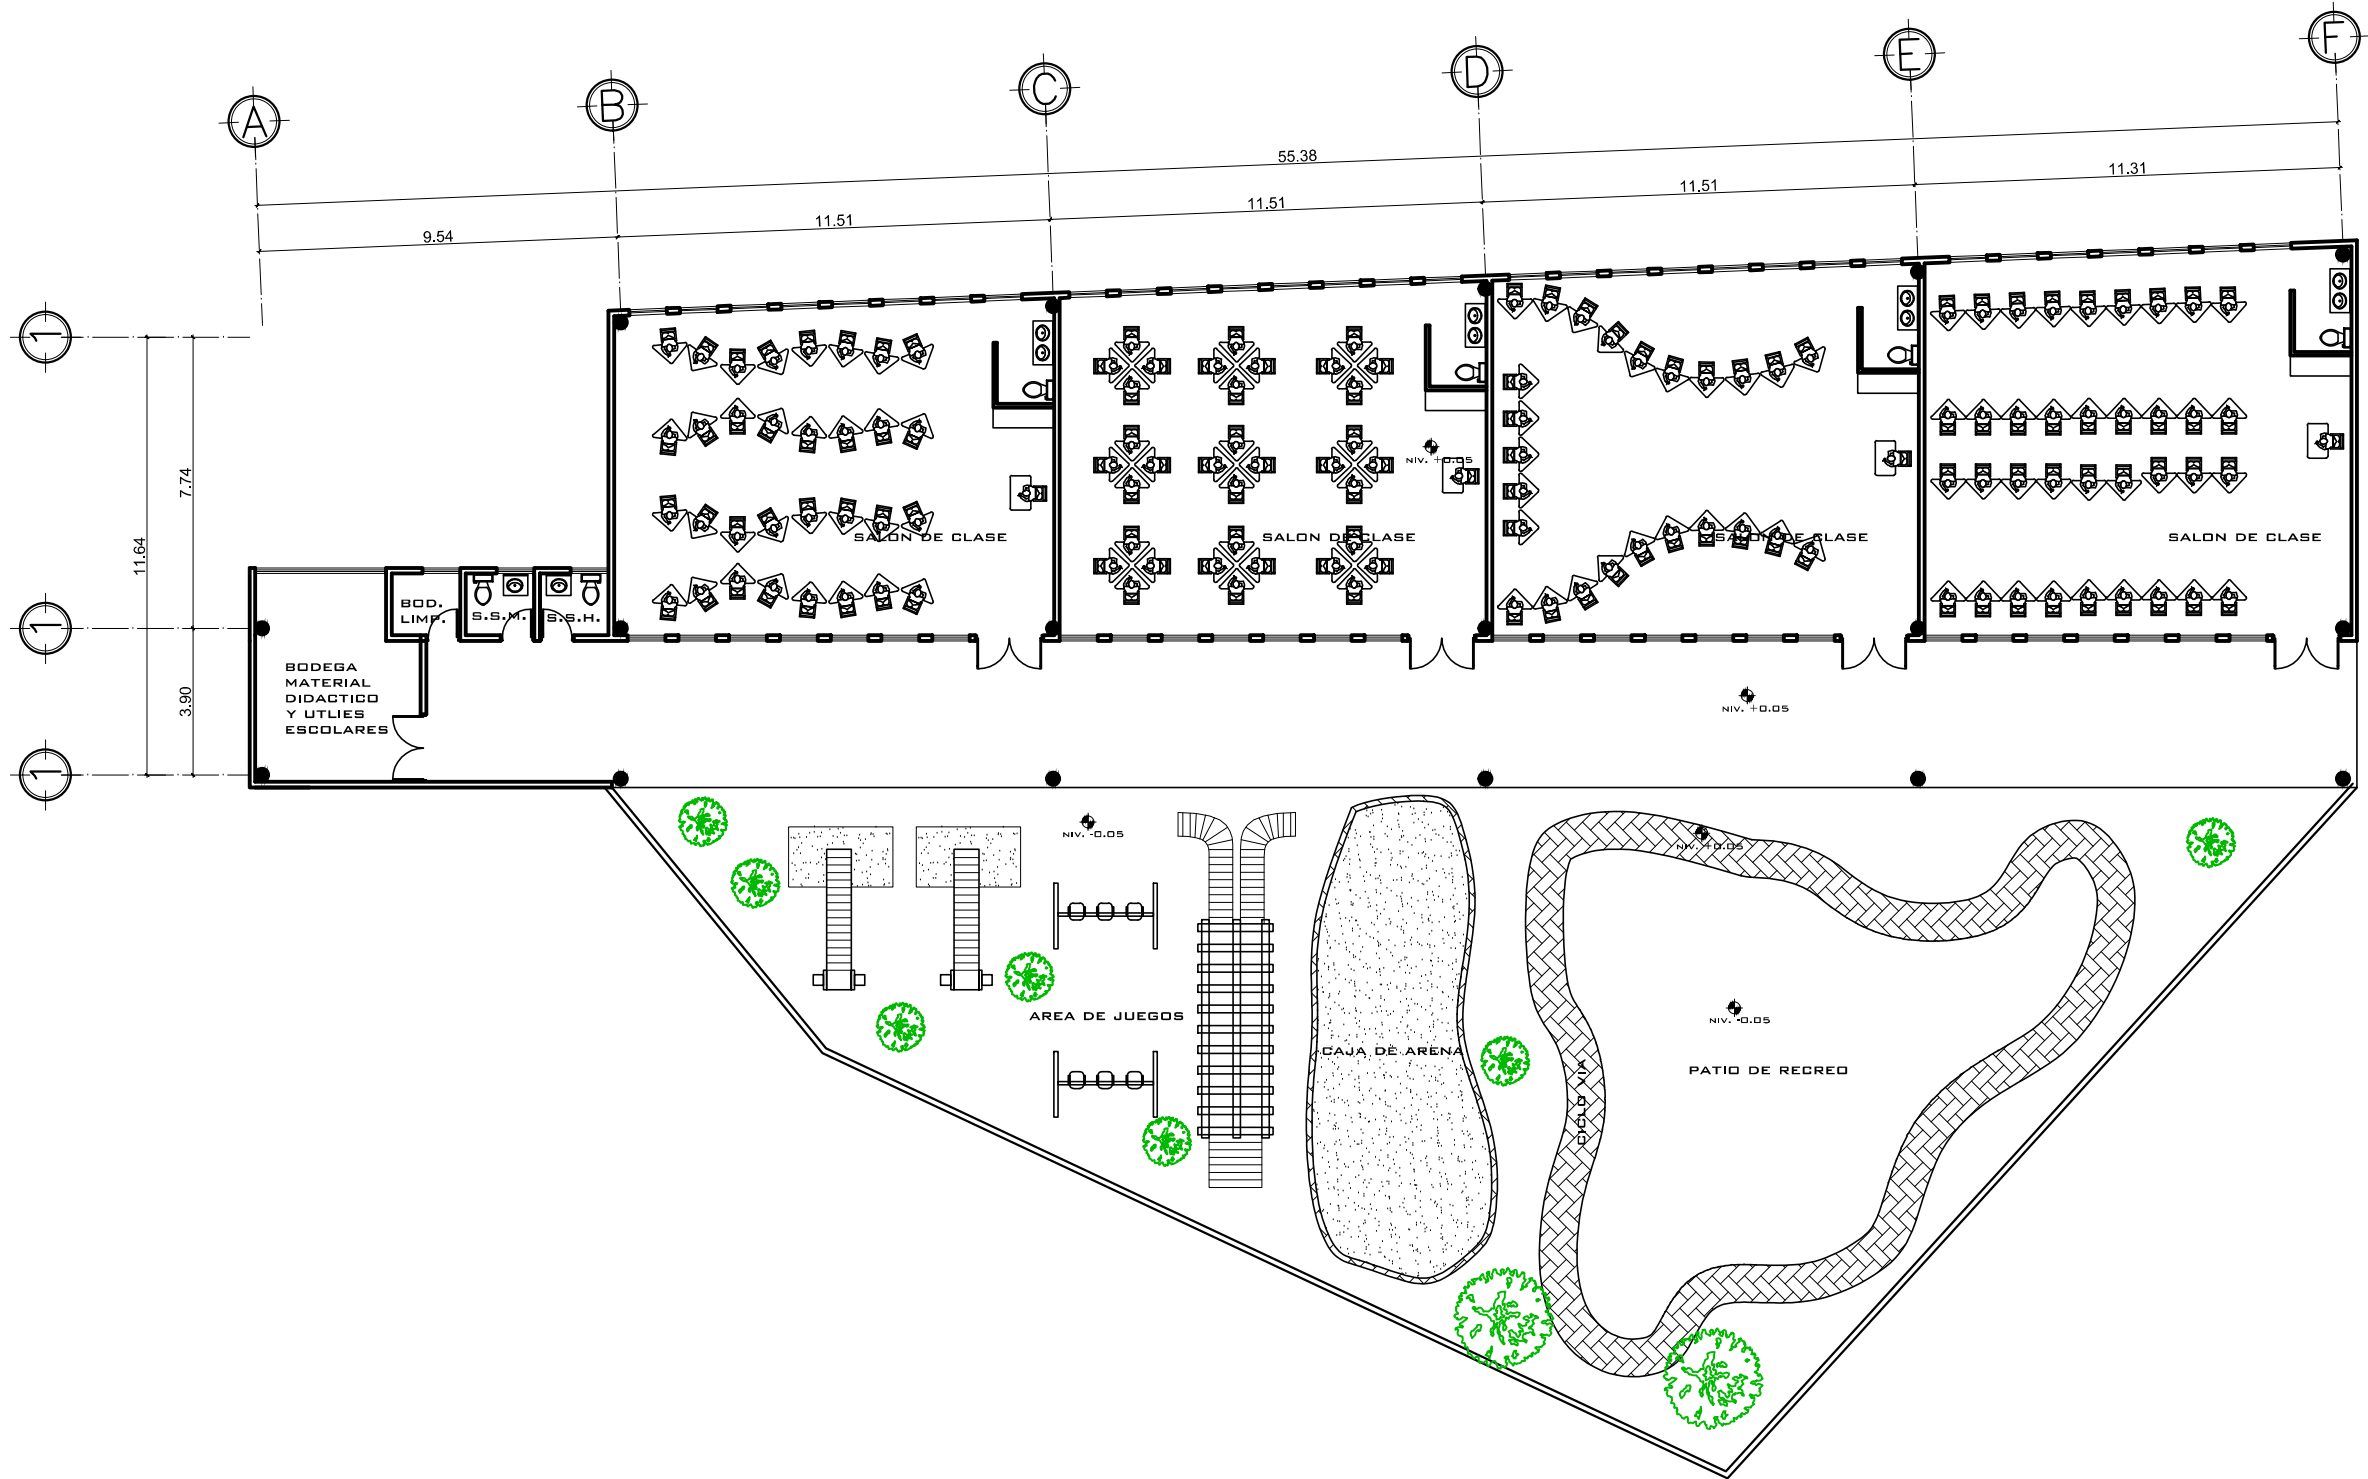 A
B
C
D
E
F
55.38
9.54
11.51
11.51
11.51
11.31
1
1
1
11.64
7.74
3.90
SALON DE CLASE
SALON DE CLASE
SALON DE CLASE
SALON DE CLASE
NIV. +0.05
BOD.
LIMP.
S.S.M.
S.S.H.
BODEGA
MATERIAL
DIDACTICO
Y UTLIES
ESCOLARES
NIV. +0.05
NIV. -0.05
NIV. +0.05
AREA DE JUEGOS
CAJA DE ARENA
CICLO VIA
NIV. -0.05
PATIO DE RECREO